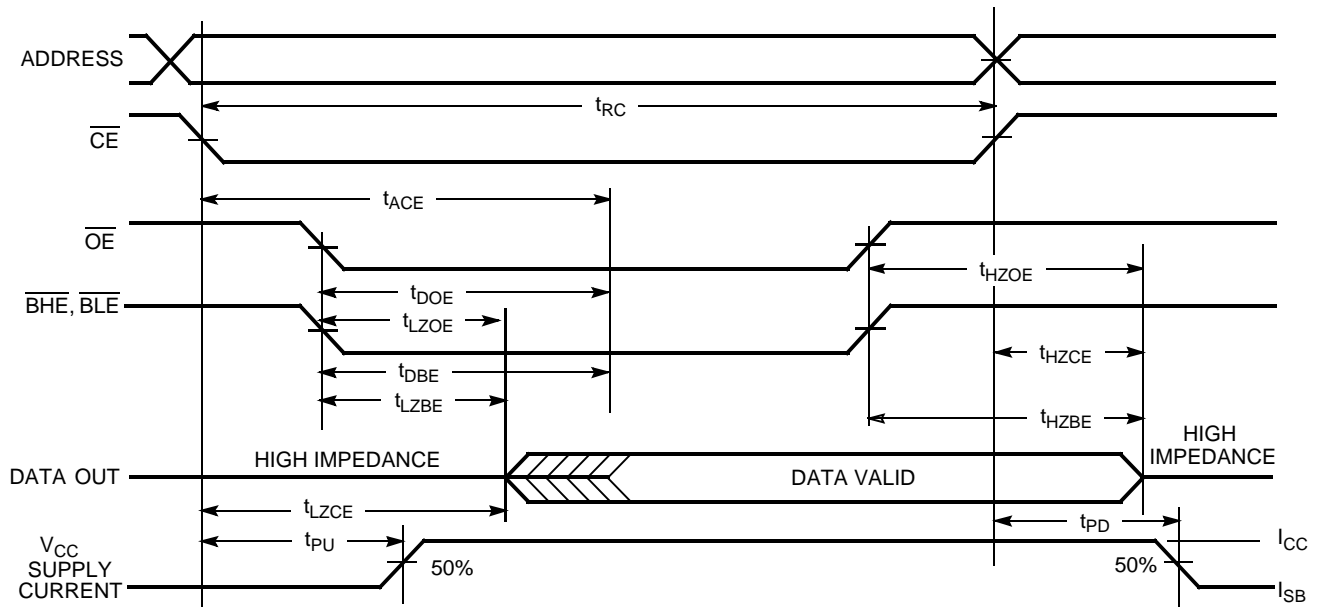 ADDRESS
tRC
CE
tACE
OE
tHZOE
tDOE
BHE, BLE
tLZOE
tHZCE
tDBE
tLZBE
tHZBE
HIGH IMPEDANCE
HIGH
IMPEDANCE
DATA OUT
DATA VALID
tLZCE
tPD
tPU
VCC
SUPPLY
CURRENT
50%
50%
ICC
ISB